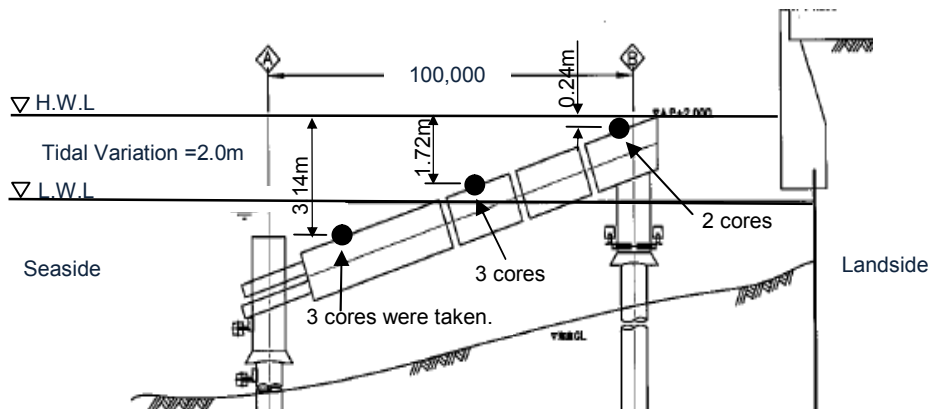 A
B
100,000
0.24m
▽ H.W.L
Tidal Variation =2.0m
1.72m
3.14m
▽ L.W.L
2 cores
3 cores
Seaside
Landside
3 cores were taken.